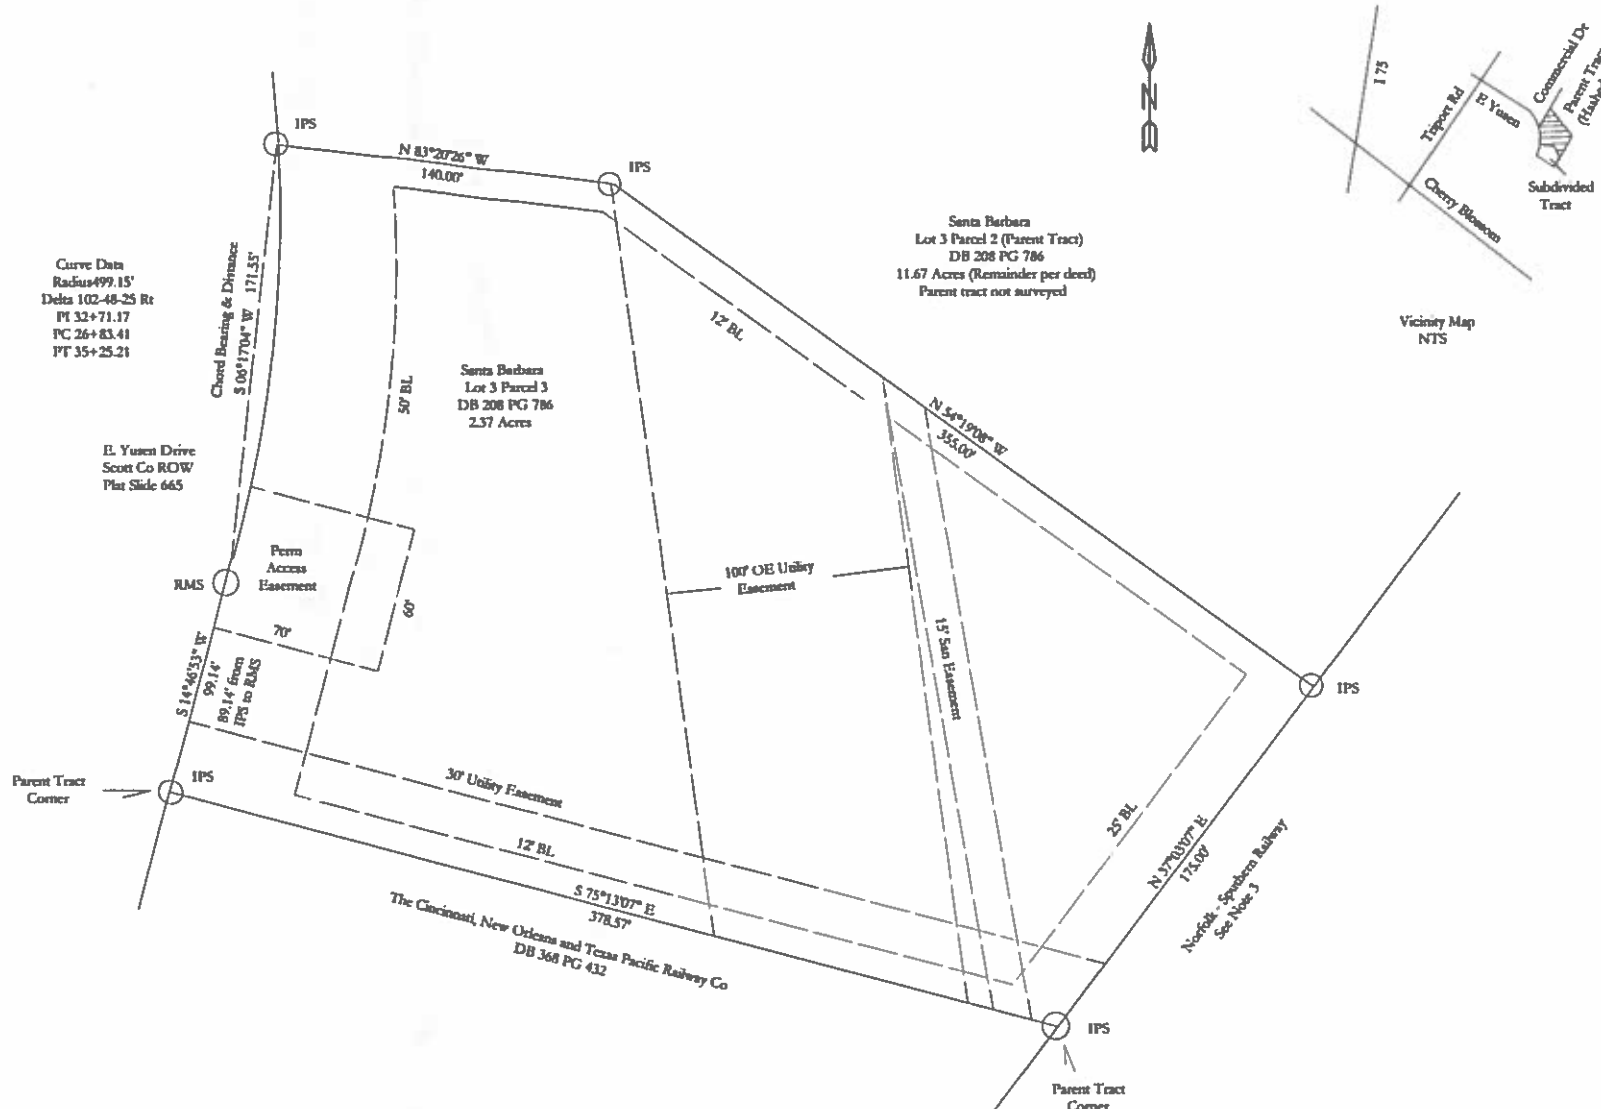 IPS
N 83°20'26" W
140.00'
IPS
N
I 75
Triport Rd
E Yusen
Commercial Dr
Parent Trac
Cherry Blossom
Subdivided
Tract
Vicinity Map
NTS
Santa Barbara
Lot 3 Parcel 2 (Parent Tract)
DB 208 PG 786
11.67 Acres (Remainder per deed)
Parent tract not surveyed
Curve Data
Radius499.15'
Delta 102-48-25 Rt
PI 32+71.17
PC 26+83.41
PT 35+25.21
Chord Bearing & Distance
S 06°17'04" W 171.55'
50' BL
Santa Barbara
Lot 3 Parcel 3
DB 208 PG 786
2.37 Acres
12' BL
N 54°19'08" W
355.00'
E. Yusen Drive
Scott Co ROW
Plat Slide 665
Perm
Access
Easement
RMS
60'
70'
100' OE Utility
Easement
15' San Easement
S 14°46'53" W
99.14'
89.14' from
IPS to RMS
IPS
Parent Tract
Corner
IPS
30' Utility Easement
12' BL
25' BL
N 37°03'07" E
175.00'
Norfolk - Southern Railway
See Note 3
S 75°13'07" E
378.57'
The Cincinnati, New Orleans and Texas Pacific Railway Co
DB 368 PG 432
IPS
Parent Tract
Corner